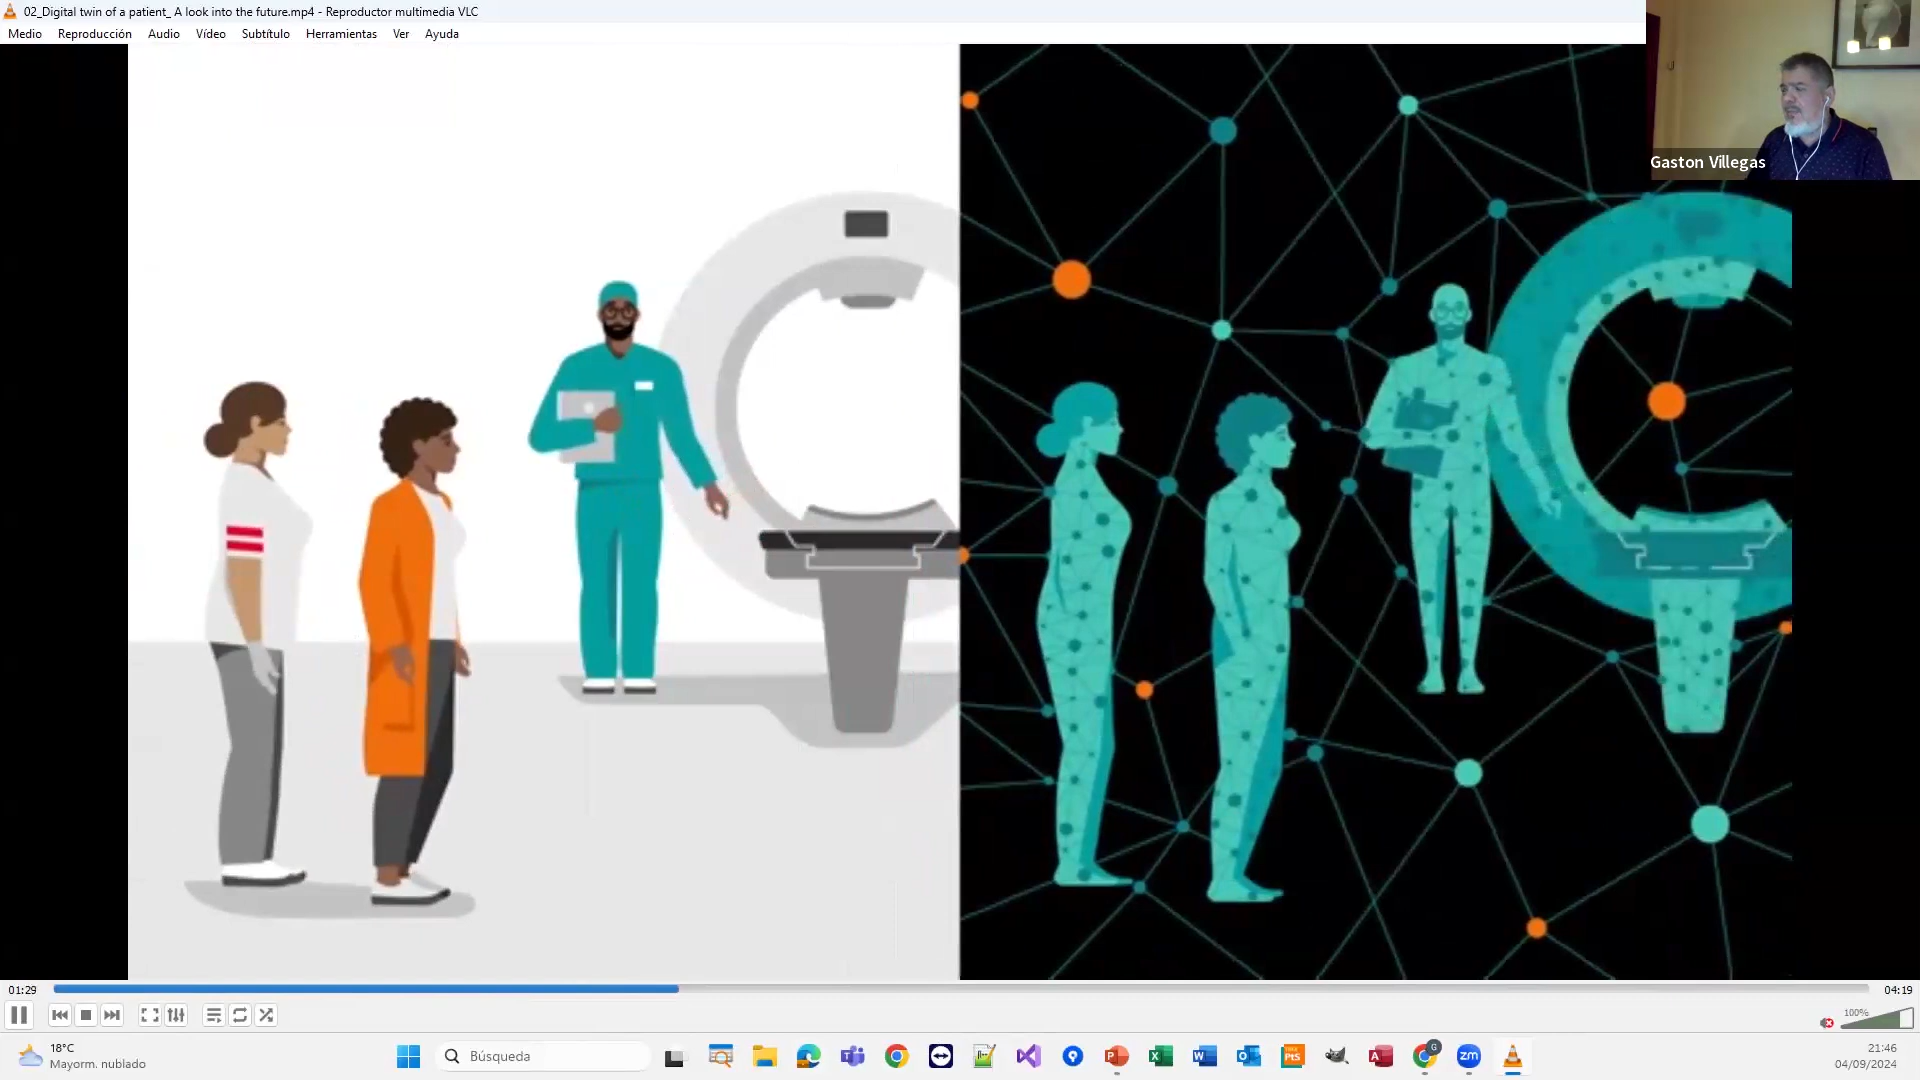 02_Digital twin of a patient_ A look into the future.mp4 - Reproductor multimedia VLC
Medio Reproducción Audio Vídeo Subtítulo Herramientas Ver Ayuda
Gaston Villegas
01:29
04:19
100%
18°C
Mayorm. nublado
Búsqueda
21:46
04/09/2024